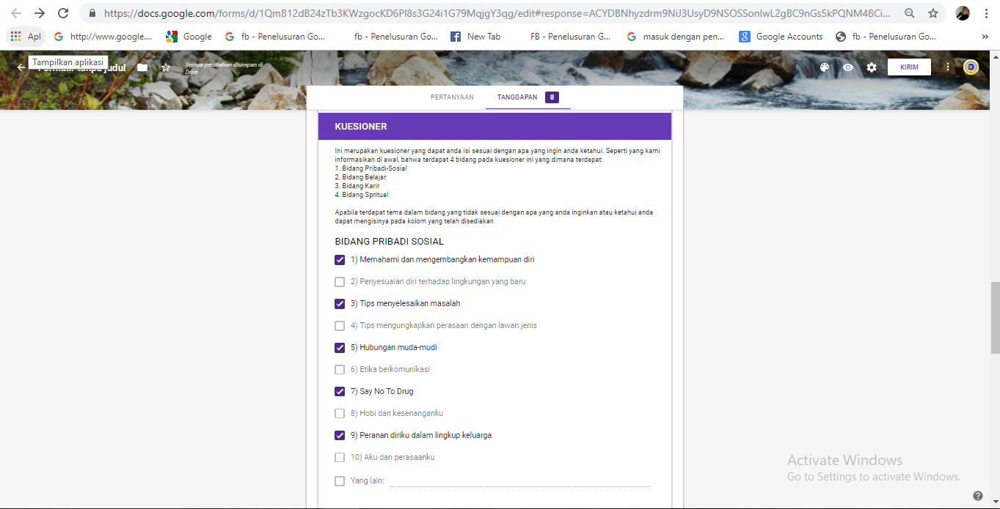 https://docs.google.com/forms/d/1QmB12dB24zTb3KWzgocKD6Pl8s3G24i1G79MqjgY3qg/edit#response=ACYDBNhyzdrm9NiJ3UsyD9NSOSSonIwL2gBC9nGs5kPQNM4BCi...
Apl http://www.google.... Google fb - Penelusuran Go... fb - Penelusuran Go... New Tab FB - Penelusuran G... masuk dengan pen... Google Accounts fb - Penelusuran Go... »
Tampilkan aplikasi
judul
Semua perubahan disimpan di
Drive
KIRIM
PERTANYAAN TANGGAPAN 8
KUESIONER
Ini merupakan kuesioner yang dapat anda isi sesuai dengan apa yang ingin anda ketahui. Seperti yang kami
informasikan di awal, bahwa terdapat 4 bidang pada kuesioner ini yang dimana terdapat:
1. Bidang Pribadi-Sosial
2. Bidang Belajar
3. Bidang Karir
4. Bidang Spritual
Apabila terdapat tema dalam bidang yang tidak sesuai dengan apa yang anda inginkan atau ketahui anda
dapat mengisinya pada kolom yang telah disediakan
BIDANG PRIBADI SOSIAL
1) Memahami dan mengembangkan kemampuan diri
2) Penyesuaian diri terhadap lingkungan yang baru
3) Tips menyelesaikan masalah
4) Tips mengungkapkan perasaan dengan lawan jenis
5) Hubungan muda-mudi
6) Etika berkomunikasi
7) Say No To Drug
8) Hobi dan kesenanganku
9) Peranan diriku dalam lingkup keluarga
10) Aku dan perasaanku
Yang lain:
Activate Windows
Go to Settings to activate Windows.